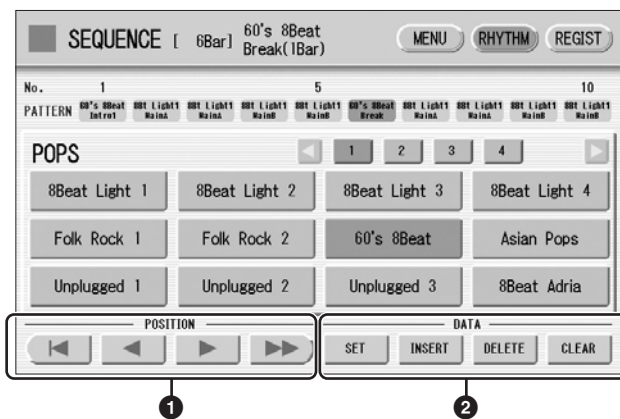 SEQUENCE [ 6Bar] 60's 8Beat Break(1Bar) MENU RHYTHM REGIST
No. 1 5 10
PATTERN 60's 8Beat Intro1 8Bt Light1 MainA 8Bt Light1 MainB 8Bt Light1 MainA 8Bt Light1 MainB 60's 8Beat Break 8Bt Light1 MainA 8Bt Light1 MainA 8Bt Light1 MainB 8Bt Light1 MainB
POPS 1 2 3 4
8Beat Light 1 8Beat Light 2 8Beat Light 3 8Beat Light 4
Folk Rock 1 Folk Rock 2 60's 8Beat Asian Pops
Unplugged 1 Unplugged 2 Unplugged 3 8Beat Adria
POSITION DATA
SET INSERT DELETE CLEAR
1 2